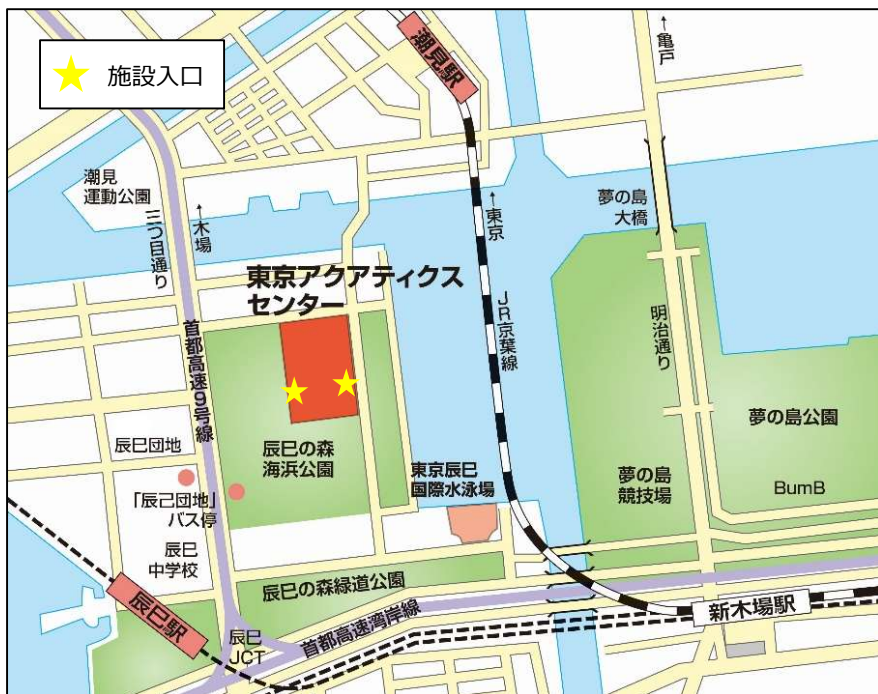 施設入口
潮見駅
←亀戸
潮見
運動公園
三つ目通り
←木場
←東京
夢の島
大橋
東京アクアティクス
センター
JR京葉線
明治通り
首都高速9号線
夢の島公園
辰巳団地
辰巳の森
海浜公園
東京辰巳
国際水泳場
夢の島
競技場
BumB
「辰己団地」
バス停
辰巳
中学校
辰巳の森緑道公園
辰巳駅
首都高速湾岸線
新木場駅
辰巳
JCT